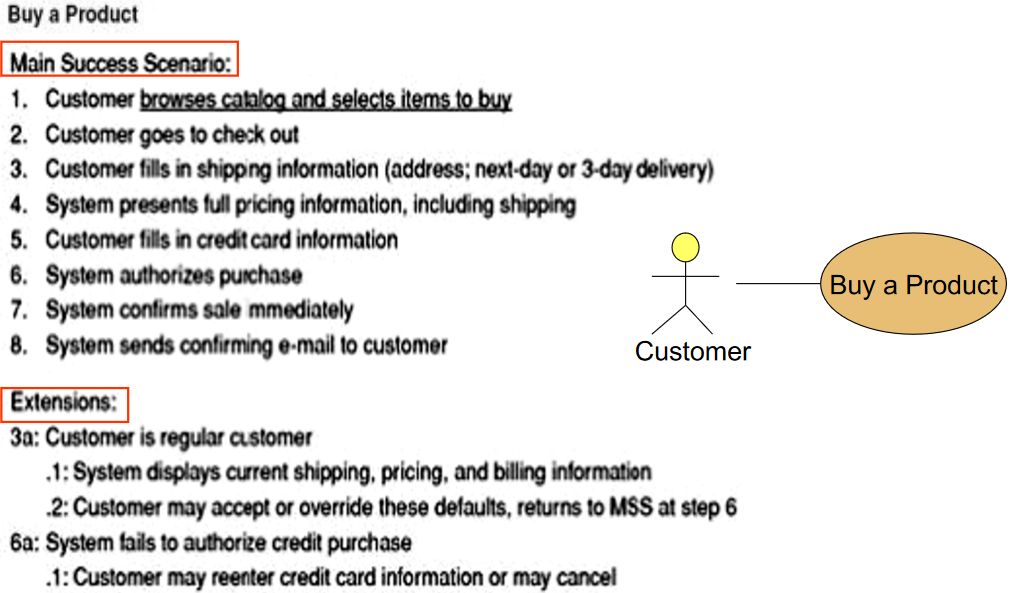 Buy a Product
Main Success Scenario:
1. Customer browses catalog and selects items to buy
2. Customer goes to check out
3. Customer fills in shipping information (address; next-day or 3-day delivery)
4. System presents full pricing information, including shipping
5. Customer fills in credit card information
6. System authorizes purchase
7. System confirms sale mmediately
8. System sends confirming e-mail to customer
Customer
Buy a Product
Extensions:
3a: Customer is regular customer
.1: System displays current shipping, pricing, and billing information
.2: Customer may accept or override these defaults, returns to MSS at step 6
6a: System fails to authorize credit purchase
.1: Customer may reenter credit card information or may cancel